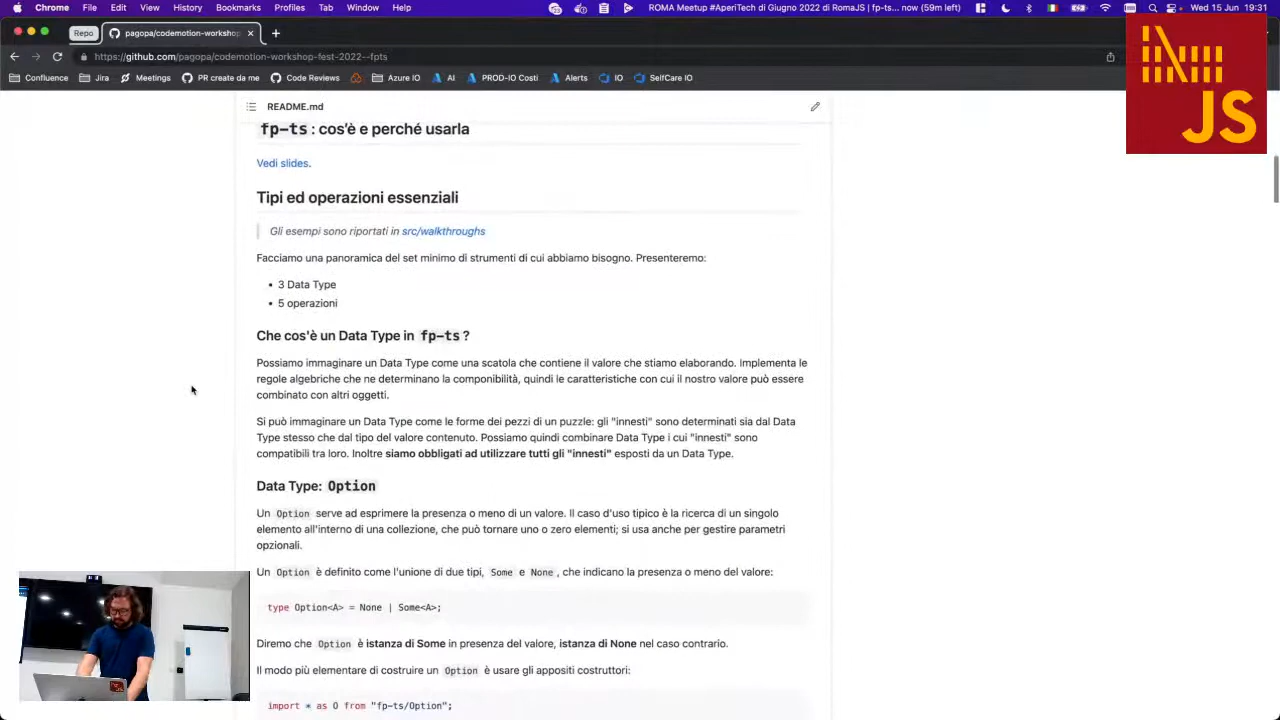 Chrome File Edit View History Bookmarks Profiles Tab Window Help
ROMA Meetup #AperiTech di Giugno 2022 di RomaJS | fp-ts... now (59m left)
Wed 15 Jun 19:31
Repo
pagopa/codemotion-workshop
https://github.com/pagopa/codemotion-workshop-fest-2022--fpts
Confluence Jira Meetings PR create da me Code Reviews Azure IO AI PROD-IO Costi Alerts IO SelfCare IO
JS
README.md
fp-ts: cos'è e perché usarla
Vedi slides.
Tipi ed operazioni essenziali
Gli esempi sono riportati in src/walkthroughs
Facciamo una panoramica del set minimo di strumenti di cui abbiamo bisogno. Presenteremo:
• 3 Data Type
• 5 operazioni
Che cos'è un Data Type in fp-ts?
Possiamo immaginare un Data Type come una scatola che contiene il valore che stiamo elaborando. Implementa le
regole algebriche che ne determinano la componibilità, quindi le caratteristiche con cui il nostro valore può essere
combinato con altri oggetti.
Si può immaginare un Data Type come le forme dei pezzi di un puzzle: gli "innesti" sono determinati sia dal Data
Type stesso che dal tipo del valore contenuto. Possiamo quindi combinare Data Type i cui "innesti" sono
compatibili tra loro. Inoltre siamo obbligati ad utilizzare tutti gli "innesti" esposti da un Data Type.
Data Type: Option
Un Option serve ad esprimere la presenza o meno di un valore. Il caso d'uso tipico è la ricerca di un singolo
elemento all'interno di una collezione, che può tornare uno o zero elementi; si usa anche per gestire parametri
opzionali.
Un Option è definito come l'unione di due tipi, Some e None, che indicano la presenza o meno del valore:
type Option<A> = None | Some<A>;
Diremo che Option è istanza di Some in presenza del valore, istanza di None nel caso contrario.
Il modo più elementare di costruire un Option è usare gli appositi costruttori:
import * as O from "fp-ts/Option";